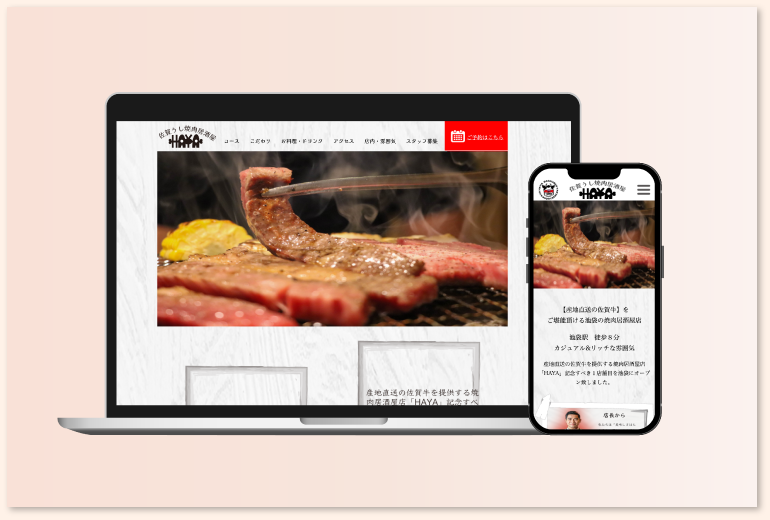 佐賀うし焼肉居酒屋
HAYA
コース
こだわり
お料理・ドリンク
アクセス
店内・雰囲気
スタッフ募集
ご予約はこちら
産地直送の佐賀牛を提供する焼
肉居酒屋店「HAYA」記念すべ
佐賀うし焼肉居酒屋
HAYA
【産地直送の佐賀牛】を
ご堪能頂ける池袋の焼肉居酒屋店
池袋駅 徒歩８分
カジュアル&リッチな雰囲気
産地直送の佐賀牛を提供する焼肉居酒屋店
「HAYA」記念すべき１店舗目を池袋にオープ
ン致しました。
店長から